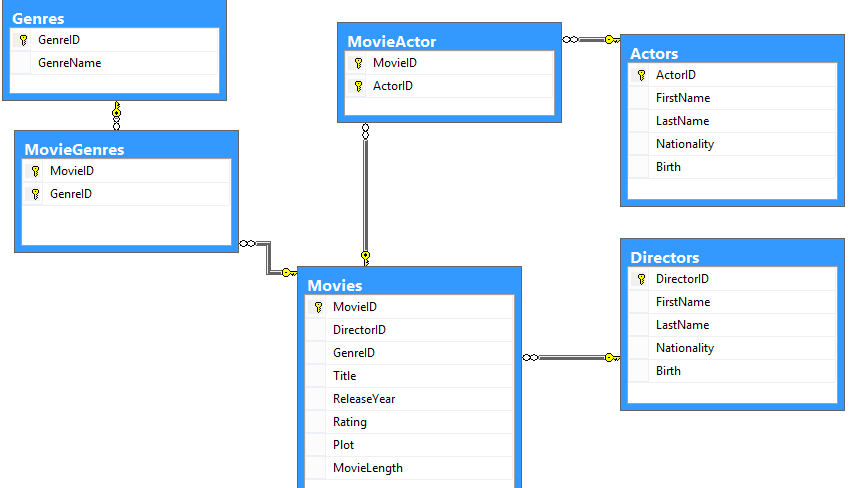 Genres
GenreID
GenreName
MovieActor
MovieID
ActorID
Actors
ActorID
FirstName
LastName
Nationality
Birth
MovieGenres
MovieID
GenreID
Movies
MovieID
DirectorID
GenreID
Title
ReleaseYear
Rating
Plot
MovieLength
Directors
DirectorID
FirstName
LastName
Nationality
Birth